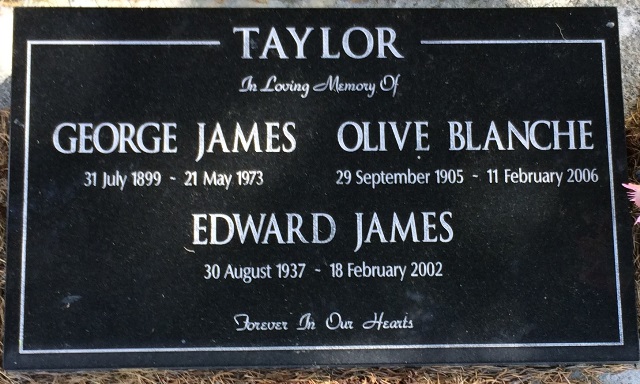 TAYLOR
In Loving Memory Of
GEORGE JAMES OLIVE BLANCHE
31 July 1899 - 21 May 1973 29 September 1905 - 11 February 2006
EDWARD JAMES
30 August 1937 - 18 February 2002
Forever In Our Hearts